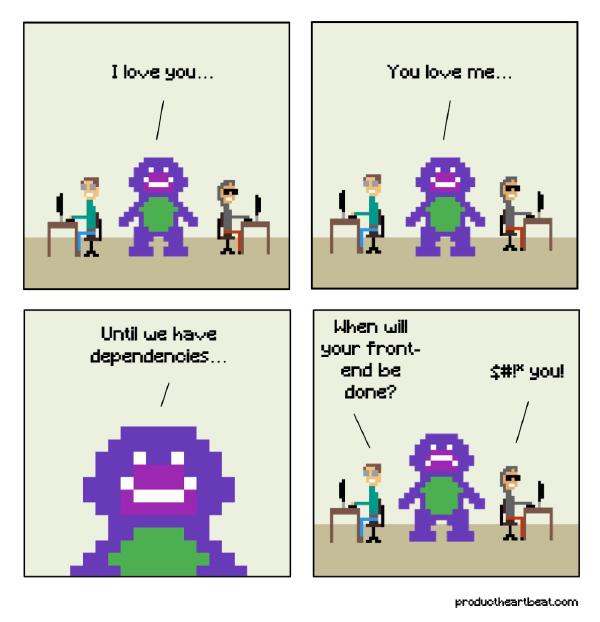 I love you...
You love me...
Until we have
dependencies...
When will
your front-
end be
done?
$#!* you!
productheartbeat.com